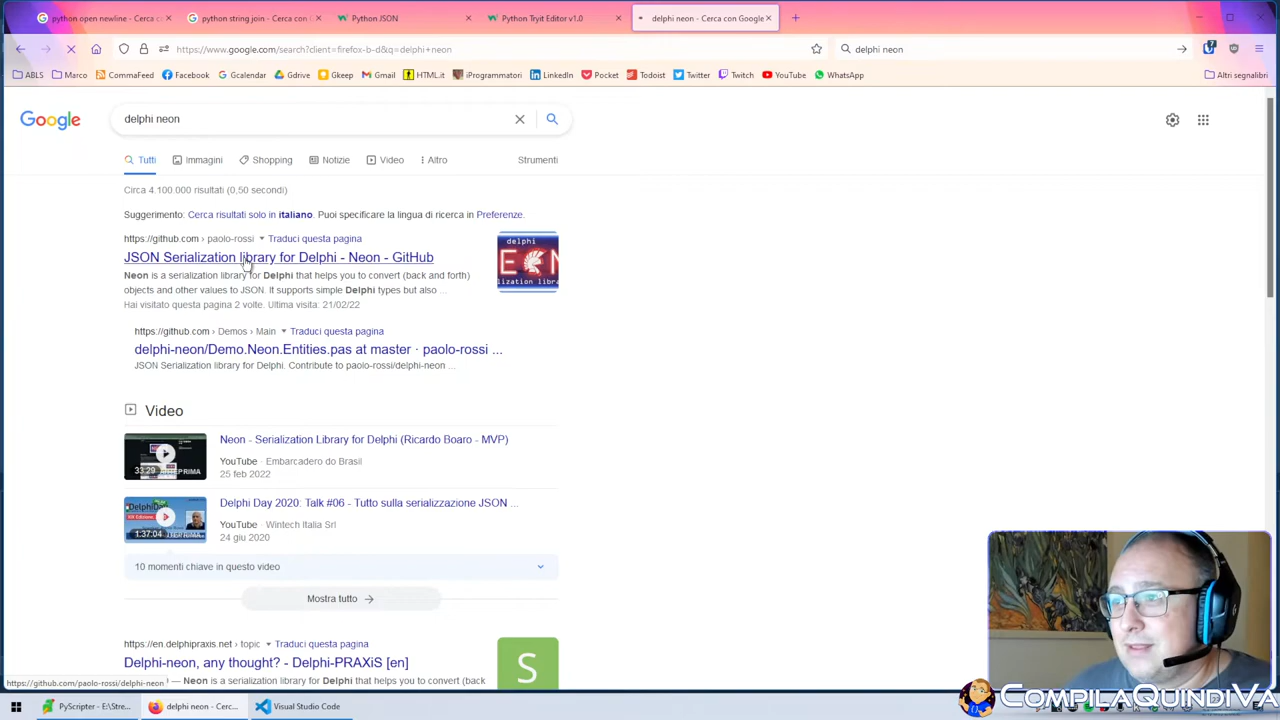 python open newline - Cerca co
python string join - Cerca con
Python JSON
Python Tryit Editor v1.0
delphi neon - Cerca con Google
https://www.google.com/search?client=firefox-b-d&q=delphi+neon
delphi neon
ABLS
Marco
CommaFeed
Facebook
Gcalendar
Gdrive
Gkeep
Gmail
HTML.it
iProgrammatori
LinkedIn
Pocket
Todoist
Twitter
Twitch
YouTube
WhatsApp
Altri segnalibri
Google
delphi neon
Tutti
Immagini
Shopping
Notizie
Video
Altro
Strumenti
Circa 4.100.000 risultati (0,50 secondi)
Suggerimento: Cerca risultati solo in italiano. Puoi specificare la lingua di ricerca in Preferenze.
https://github.com › paolo-rossi Traduci questa pagina
JSON Serialization library for Delphi - Neon - GitHub
Neon is a serialization library for Delphi that helps you to convert (back and forth)
objects and other values to JSON. It supports simple Delphi types but also ...
Hai visitato questa pagina 2 volte. Ultima visita: 21/02/22
delphi
https://github.com › Demos › Main Traduci questa pagina
delphi-neon/Demo.Neon.Entities.pas at master · paolo-rossi ...
JSON Serialization library for Delphi. Contribute to paolo-rossi/delphi-neon ...
Video
Neon - Serialization Library for Delphi (Ricardo Boaro - MVP)
YouTube · Embarcadero do Brasil
25 feb 2022
33:29
Delphi Day 2020: Talk #06 - Tutto sulla serializzazione JSON ...
YouTube · Wintech Italia Srl
24 giu 2020
1:37:04
10 momenti chiave in questo video
Mostra tutto
https://en.delphipraxis.net › topic Traduci questa pagina
Delphi-neon, any thought? - Delphi-PRAXiS [en]
Neon is a serialization library for Delphi that helps you to convert (back
S
https://github.com/paolo-rossi/delphi-neon
PyScripter - E:\Stre...
delphi neon - Cerc...
Visual Studio Code
COMPILAQUINDIVA